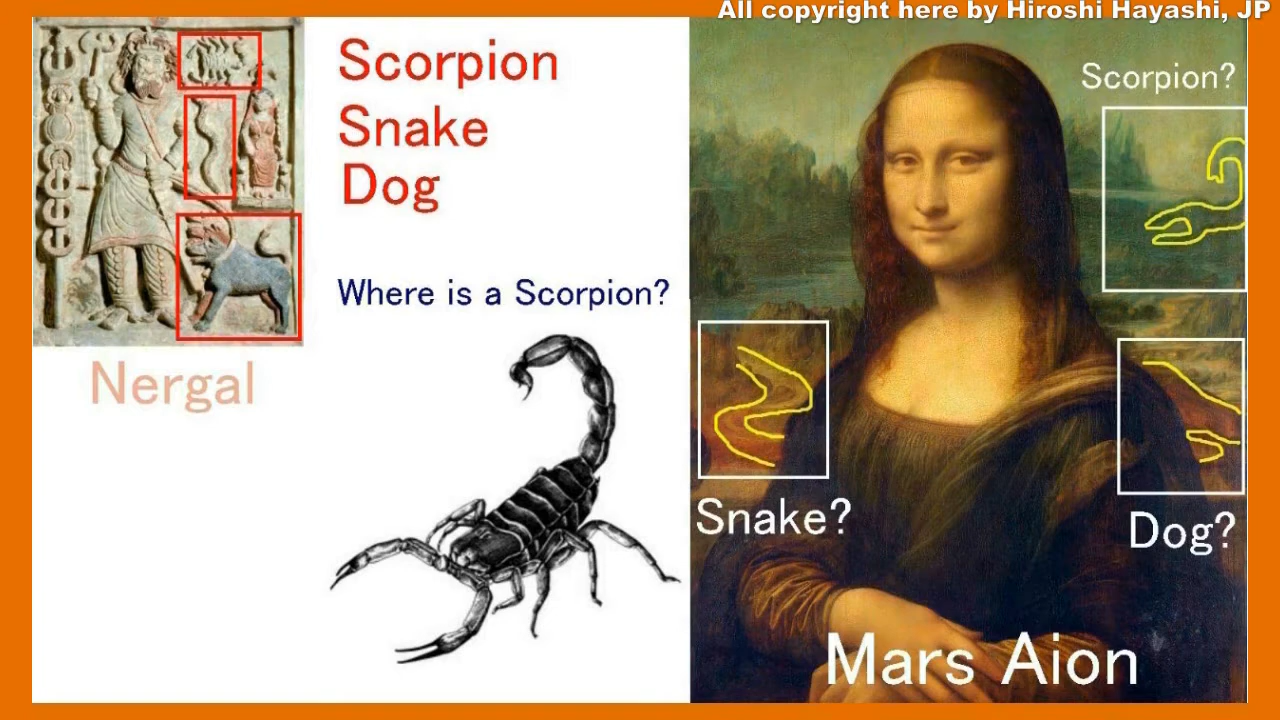 All copyright here by Hiroshi Hayashi, JP
Scorpion
Snake
Dog
Where is a Scorpion?
Nergal
Scorpion?
Snake?
Dog?
Mars Aion